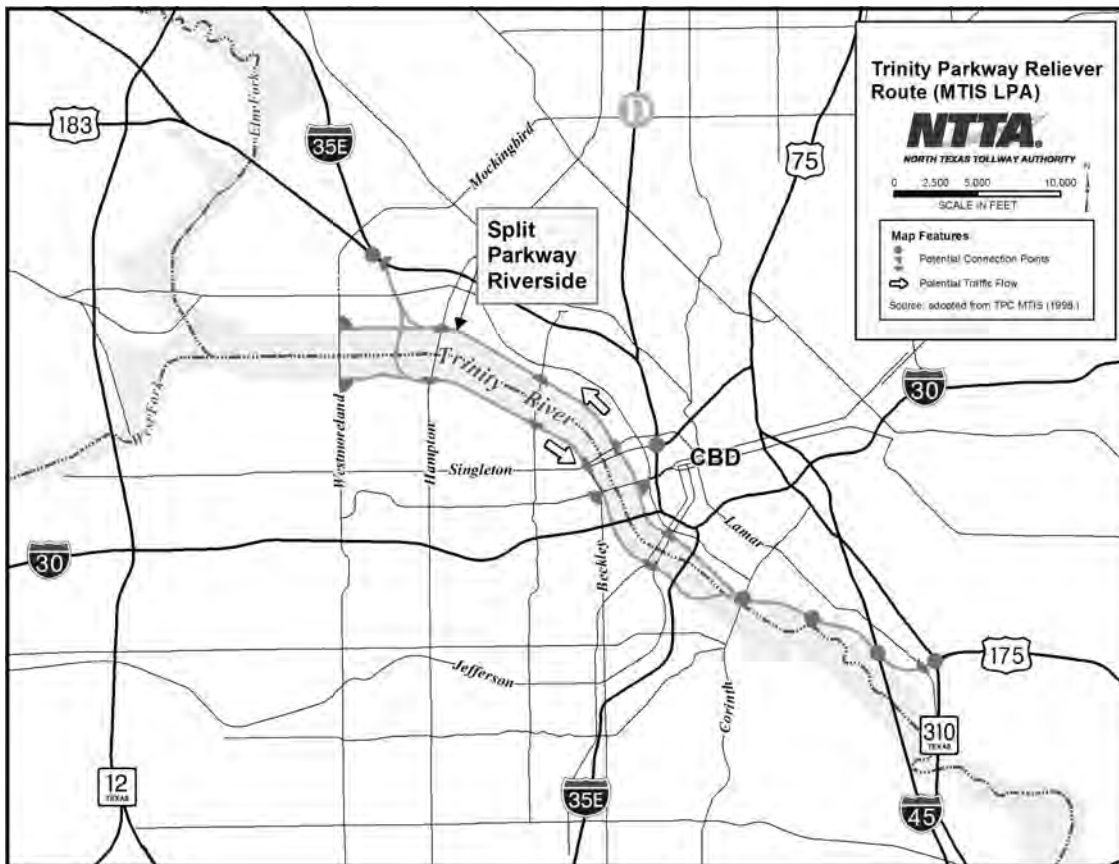 Trinity Parkway Reliever
Route (MTIS LPA)
NTTA.
NORTH TEXAS TOLLWAY AUTHORITY
N
0 2,500 5,000 10,000
SCALE IN FEET
Map Features
Potential Connection Points
Potential Traffic Flow
Source: adopted from TPC MTIS (1998.)
183
Elm Fork
35E
Mockingbird
75
Split
Parkway
Riverside
Trinity River
West Fork
Westmoreland
Hampton
Singleton
CBD
30
Lamar
30
Beckley
Jefferson
Corinth
175
310
TEXAS
12
TEXAS
35E
45